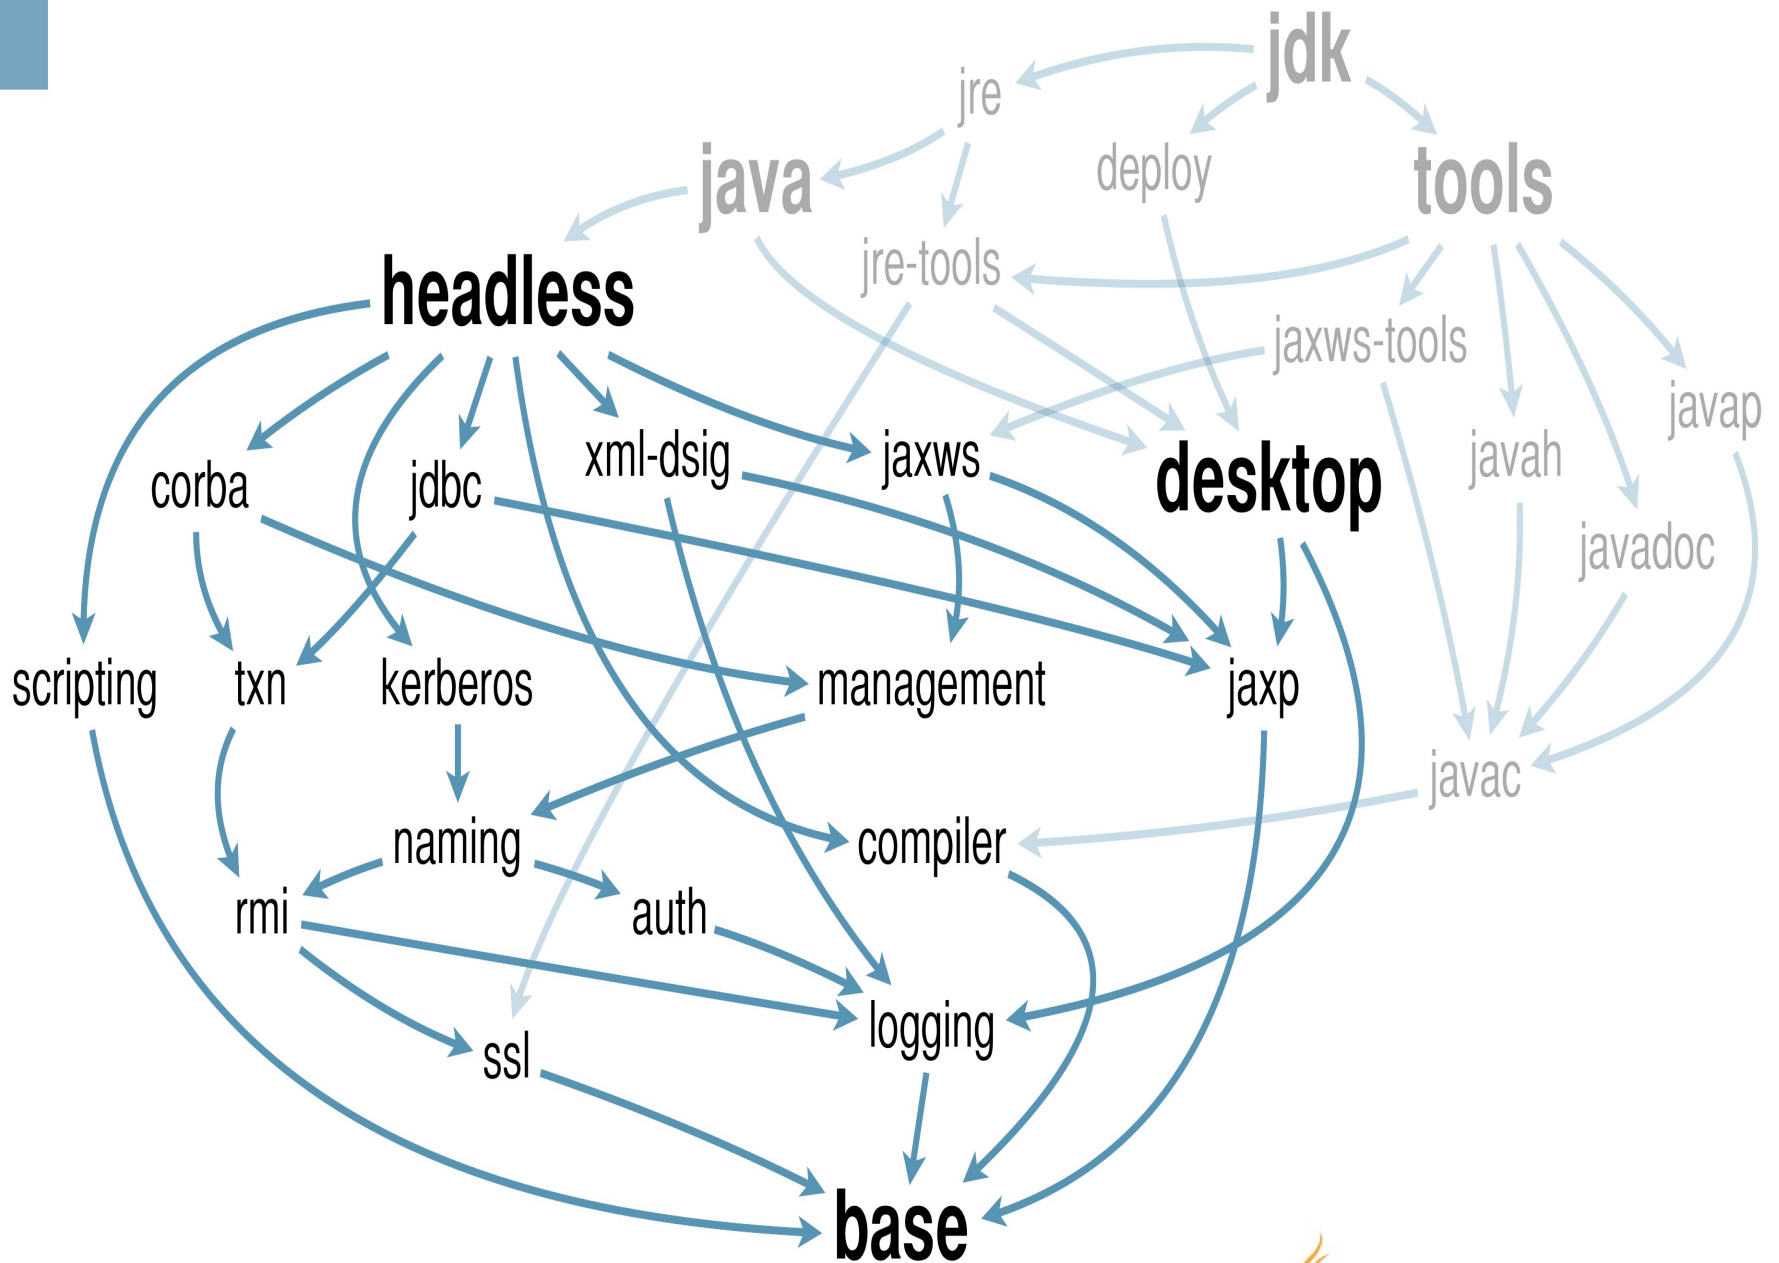 jdk
jre
java
deploy
tools
jre-tools
headless
jaxws-tools
javap
corba
jdbc
xml-dsig
jaxws
desktop
javah
javadoc
scripting
txn
kerberos
management
jaxp
javac
naming
compiler
rmi
auth
logging
ssl
base